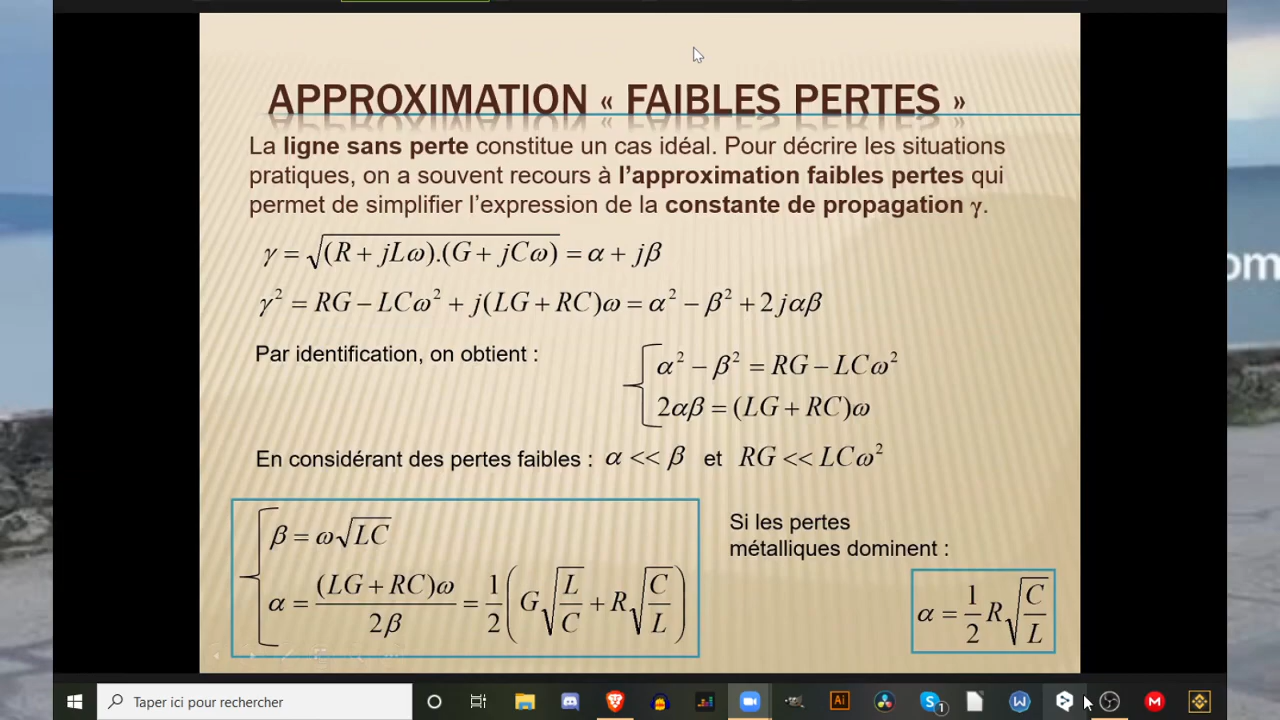 APPROXIMATION « FAIBLES PERTES »
La ligne sans perte constitue un cas idéal. Pour décrire les situations
pratiques, on a souvent recours à l’approximation faibles pertes qui
permet de simplifier l’expression de la constante de propagation γ.
γ = √(R + jLω).(G + jCω) = α + jβ
γ² = RG − LCω² + j(LG + RC)ω = α² − β² + 2jαβ
Par identification, on obtient :
α² − β² = RG − LCω²
2αβ = (LG + RC)ω
En considérant des pertes faibles : α << β et RG << LCω²
β = ω√LC
α = (LG + RC)ω / 2β = 1/2 (G√(L/C) + R√(C/L))
Si les pertes
métalliques dominent :
α = 1/2 R√(C/L)
om
Taper ici pour rechercher
Ai
S
1
W
M